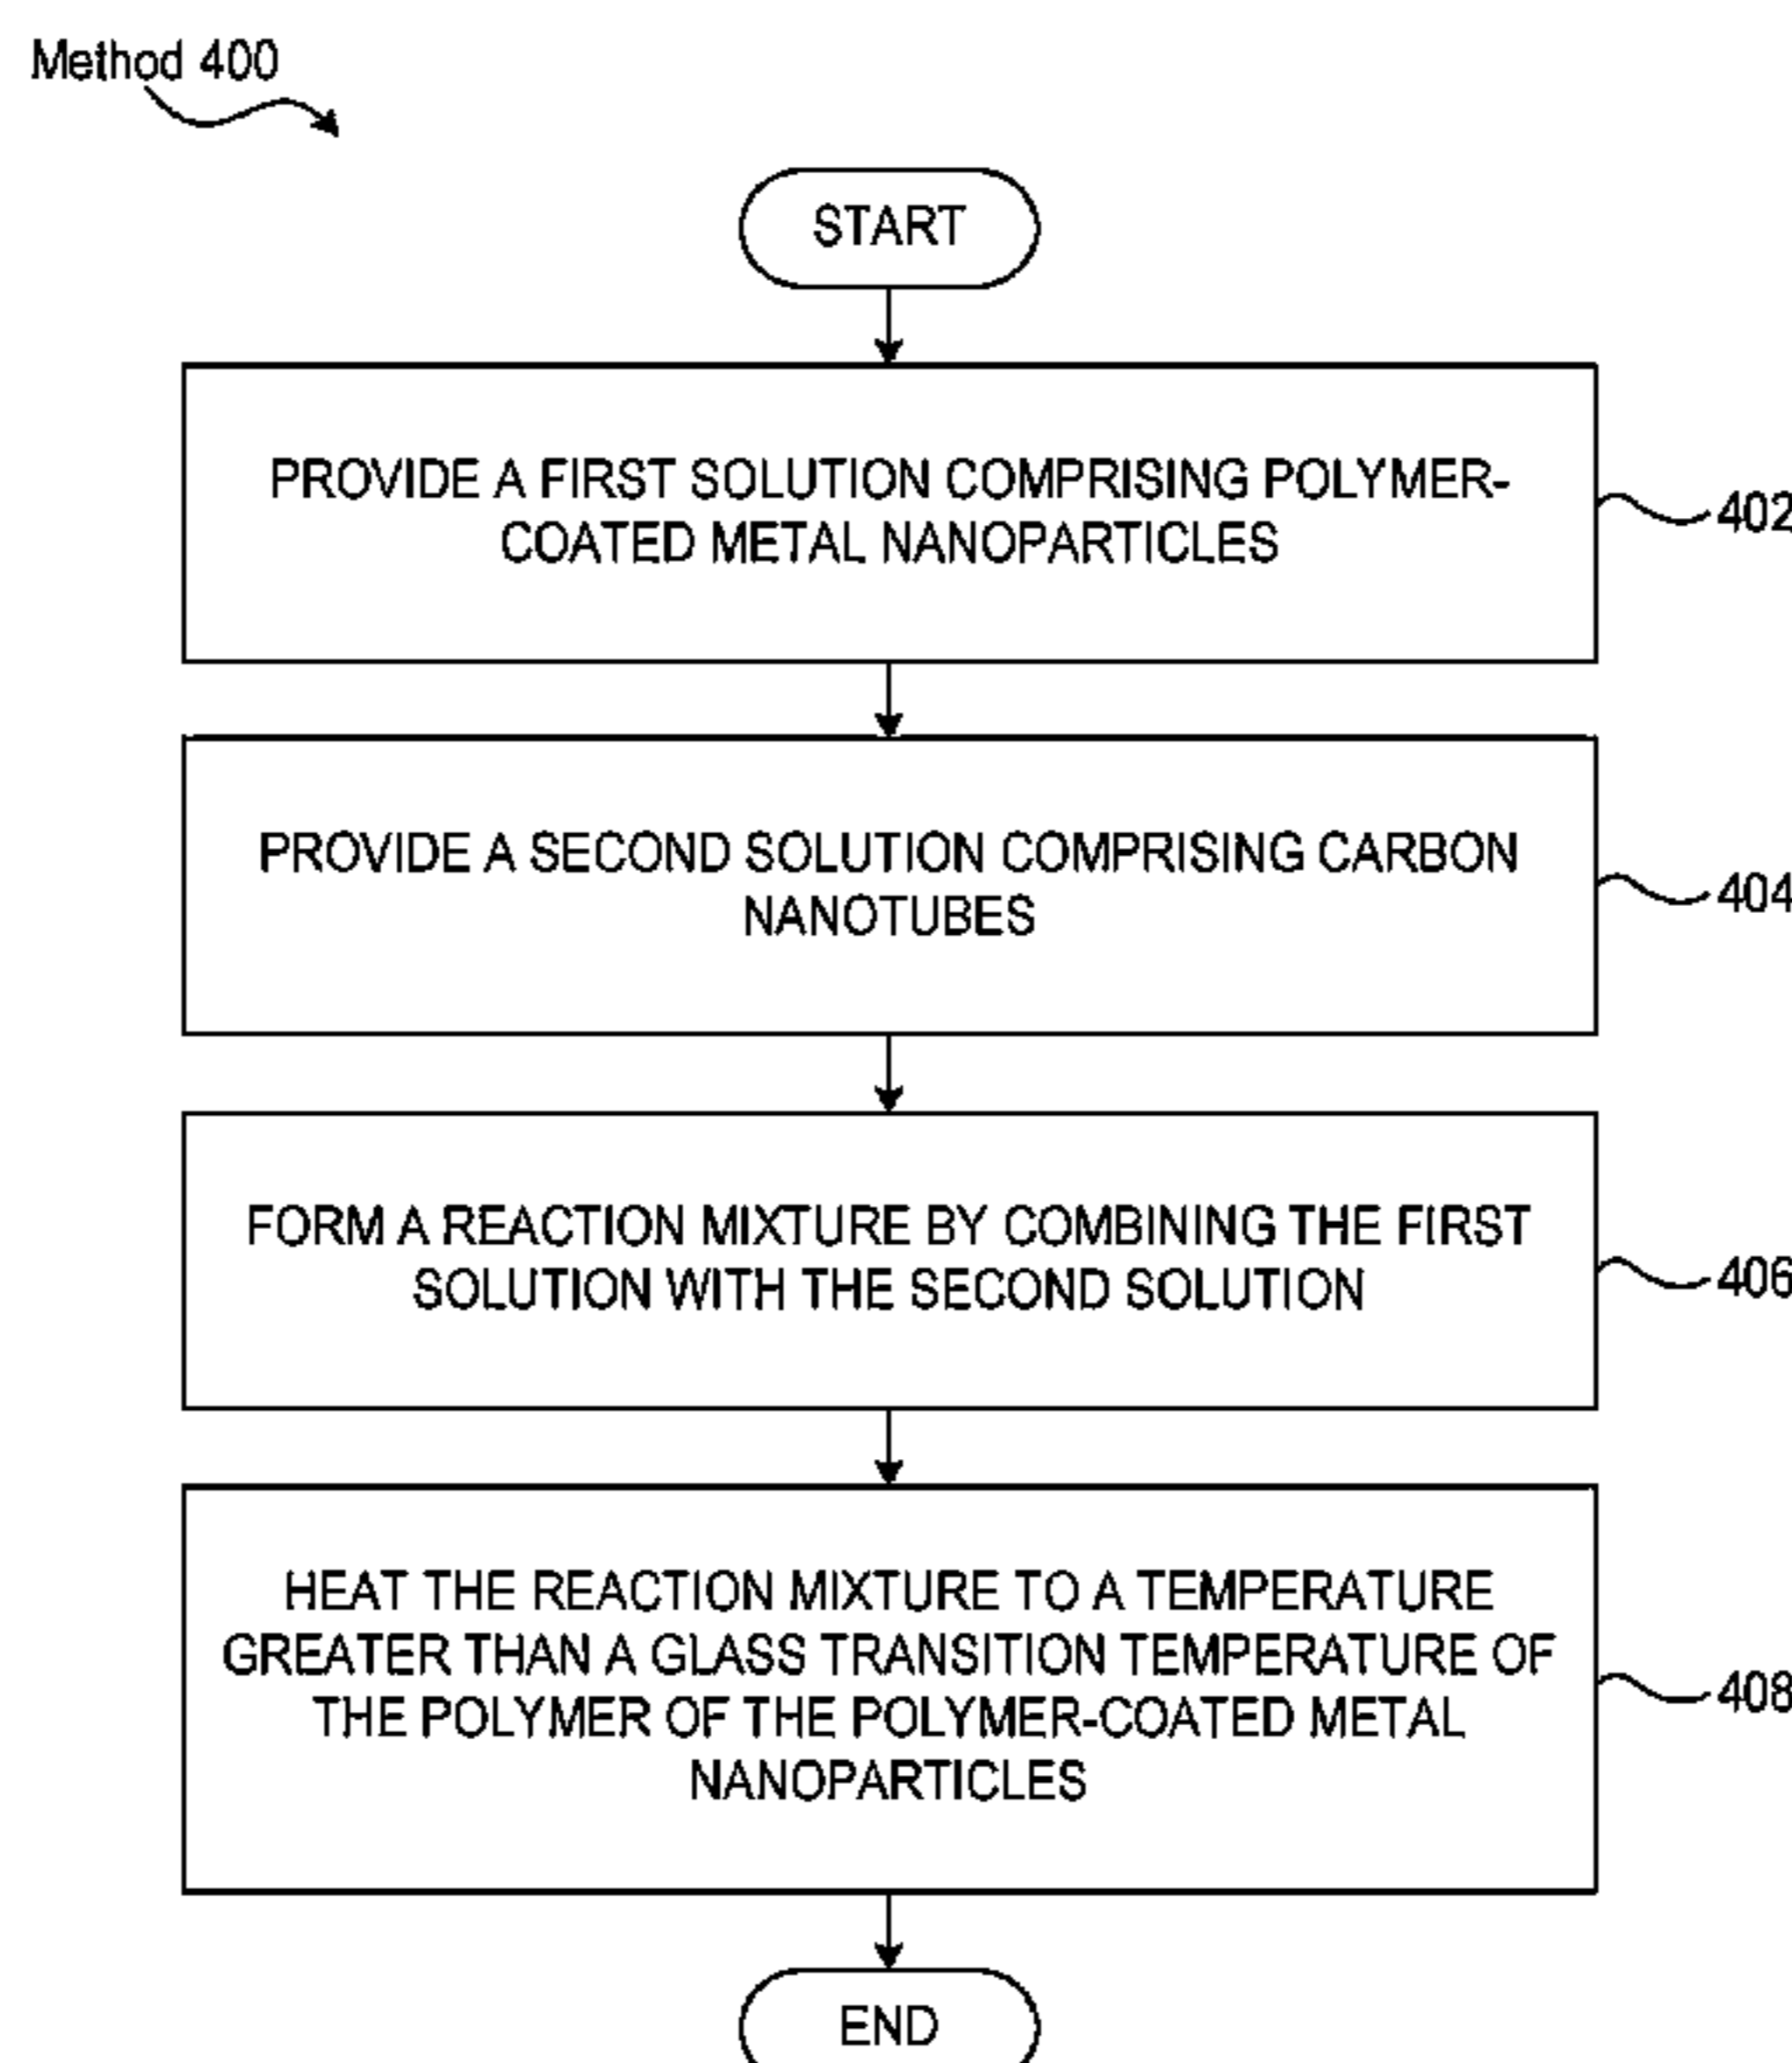 Method 400
START
PROVIDE A FIRST SOLUTION COMPRISING POLYMER-
COATED METAL NANOPARTICLES
402
PROVIDE A SECOND SOLUTION COMPRISING CARBON
NANOTUBES
404
FORM A REACTION MIXTURE BY COMBINING THE FIRST
SOLUTION WITH THE SECOND SOLUTION
406
HEAT THE REACTION MIXTURE TO A TEMPERATURE
GREATER THAN A GLASS TRANSITION TEMPERATURE OF
THE POLYMER OF THE POLYMER-COATED METAL
NANOPARTICLES
408
END